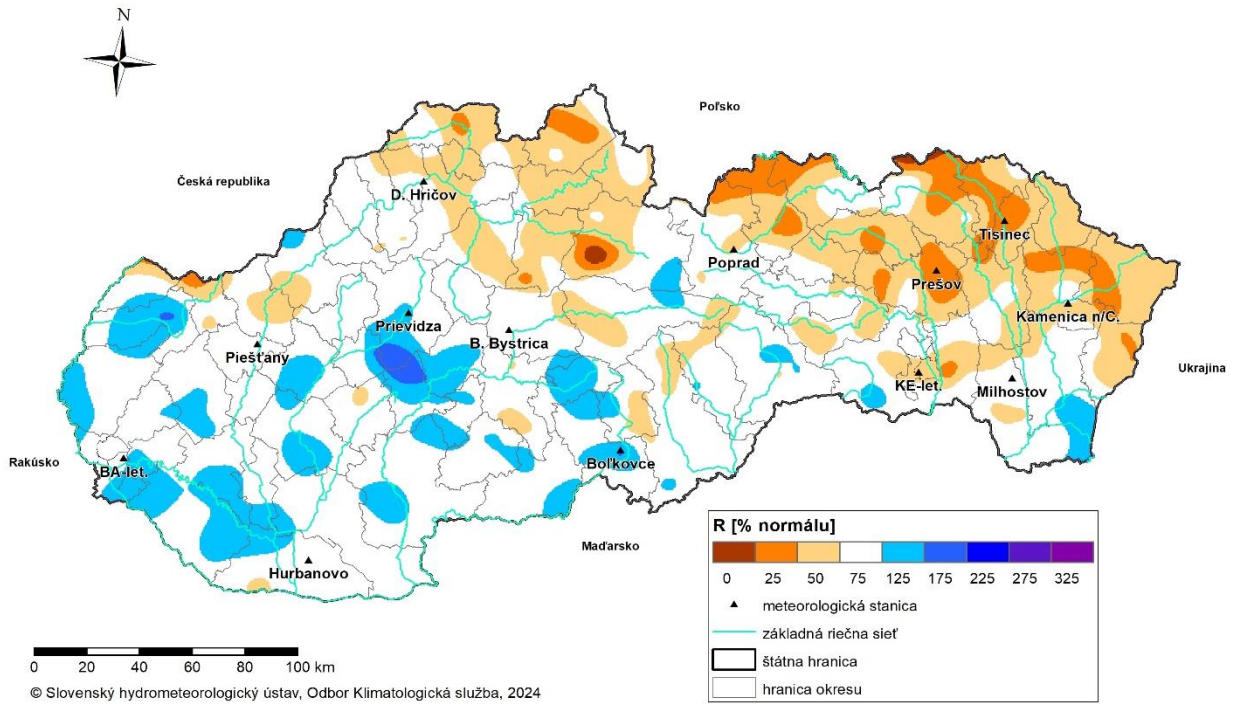 N
Poľsko
Česká republika
D. Hričov
Tisinec
Poprad
Prešov
Kamenica n/C.
Prievidza
B. Bystrica
Piešťany
KE-let.
Milhostov
Ukrajina
Rakúsko
BA-let.
Boľkovce
Maďarsko
Hurbanovo
R [% normálu]
0 25 50 75 125 175 225 275 325
meteorologická stanica
základná riečna sieť
štátna hranica
hranica okresu
0 20 40 60 80 100 km
© Slovenský hydrometeorologický ústav, Odbor Klimatologická služba, 2024